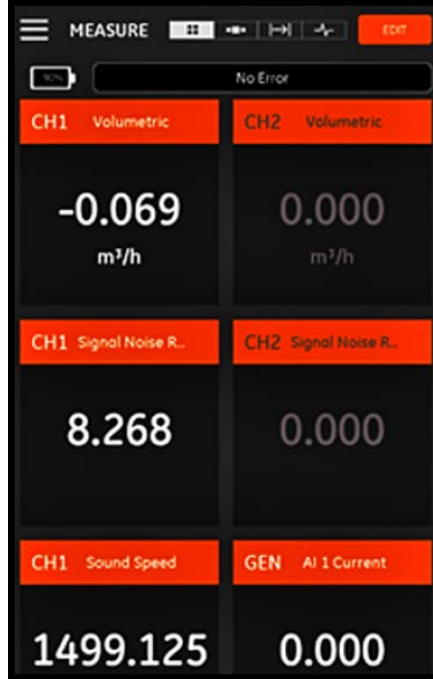 MEASURE EDIT
90% No Error
CH1 Volumetric CH2 Volumetric
-0.069 0.000
m³/h m³/h
CH1 Signal Noise R.. CH2 Signal Noise R..
8.268 0.000
CH1 Sound Speed GEN AI 1 Current
1499.125 0.000